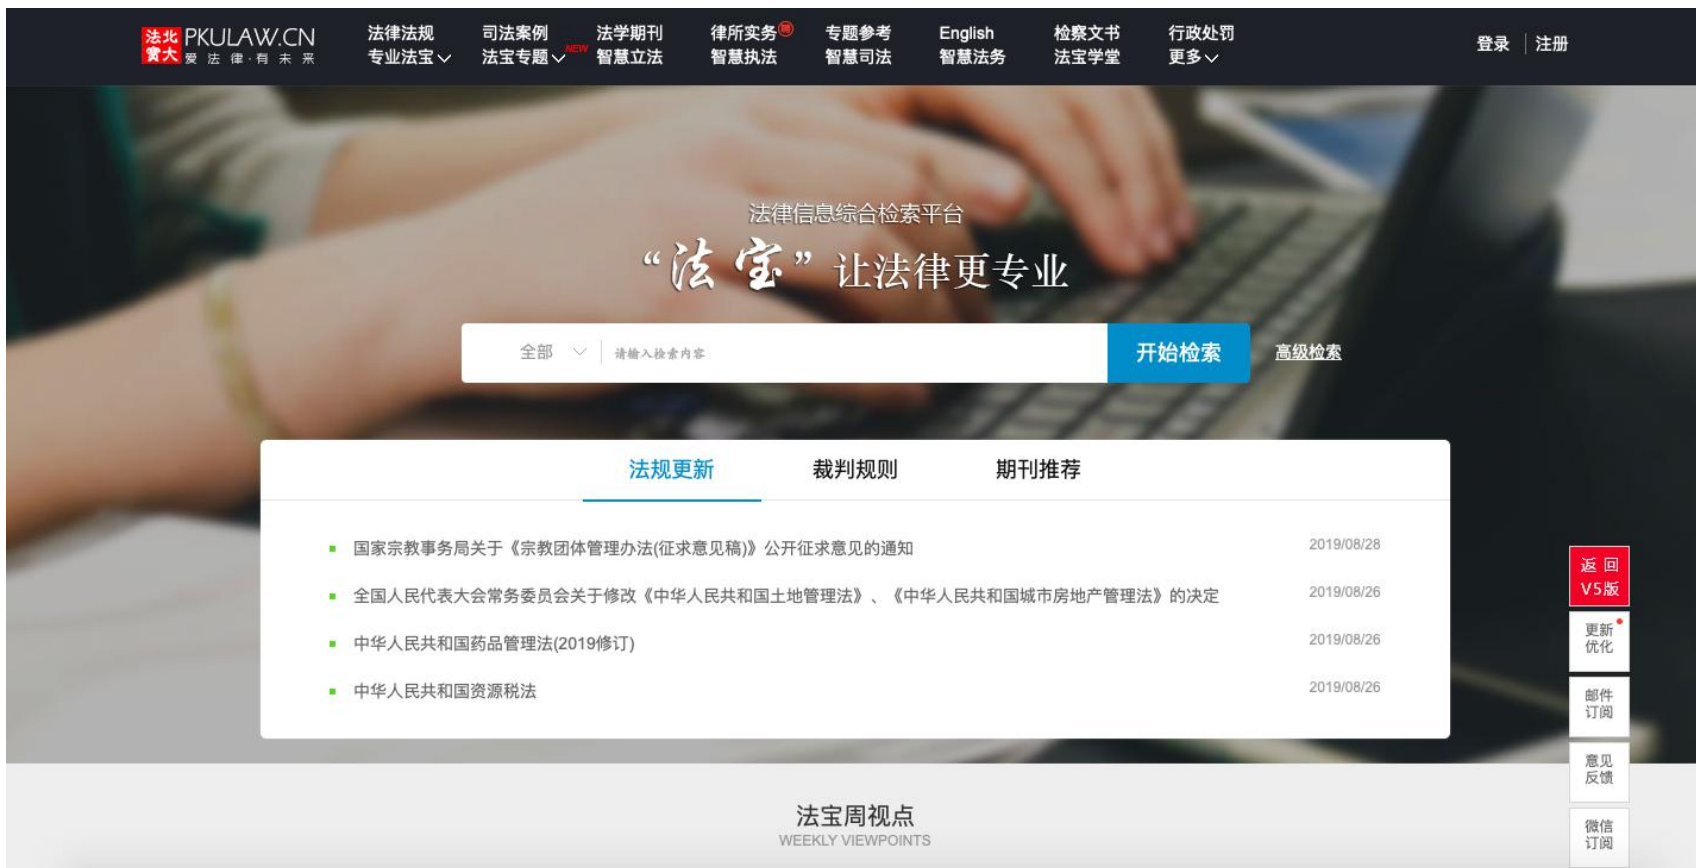 法北
寶大
PKULAW.CN
爱 法 律·有 未 来
法律法规 司法案例 法学期刊 律所实务 专题参考 English 检察文书 行政处罚
专业法宝 法宝专题 NEW 智慧立法 智慧执法 智慧司法 智慧法务 法宝学堂 更多
登录 注册
法律信息综合检索平台
“法宝”让法律更专业
全部 请输入检索内容 开始检索 高级检索
法规更新 裁判规则 期刊推荐
国家宗教事务局关于《宗教团体管理办法(征求意见稿)》公开征求意见的通知 2019/08/28
全国人民代表大会常务委员会关于修改《中华人民共和国土地管理法》、《中华人民共和国城市房地产管理法》的决定 2019/08/26
中华人民共和国药品管理法(2019修订) 2019/08/26
中华人民共和国资源税法 2019/08/26
返回
V5版
更新
优化
邮件
订阅
意见
反馈
微信
订阅
法宝周视点
WEEKLY VIEWPOINTS